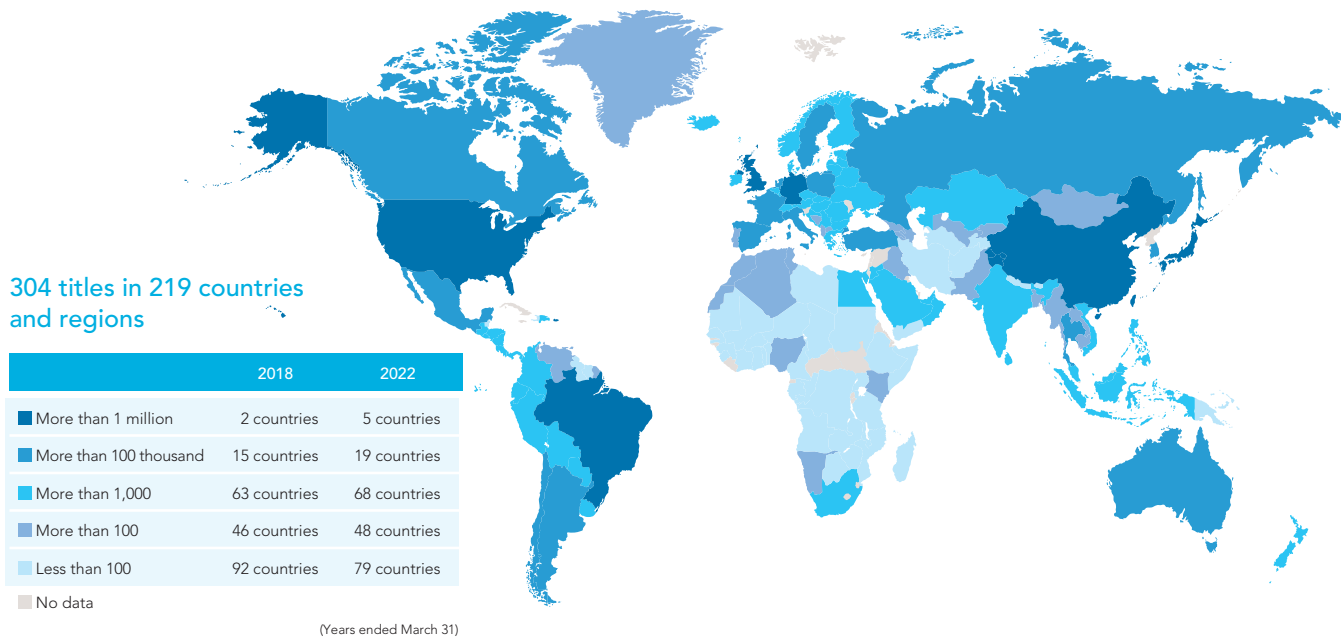 304 titles in 219 countries
and regions
2018 2022
More than 1 million 2 countries 5 countries
More than 100 thousand 15 countries 19 countries
More than 1,000 63 countries 68 countries
More than 100 46 countries 48 countries
Less than 100 92 countries 79 countries
No data
(Years ended March 31)